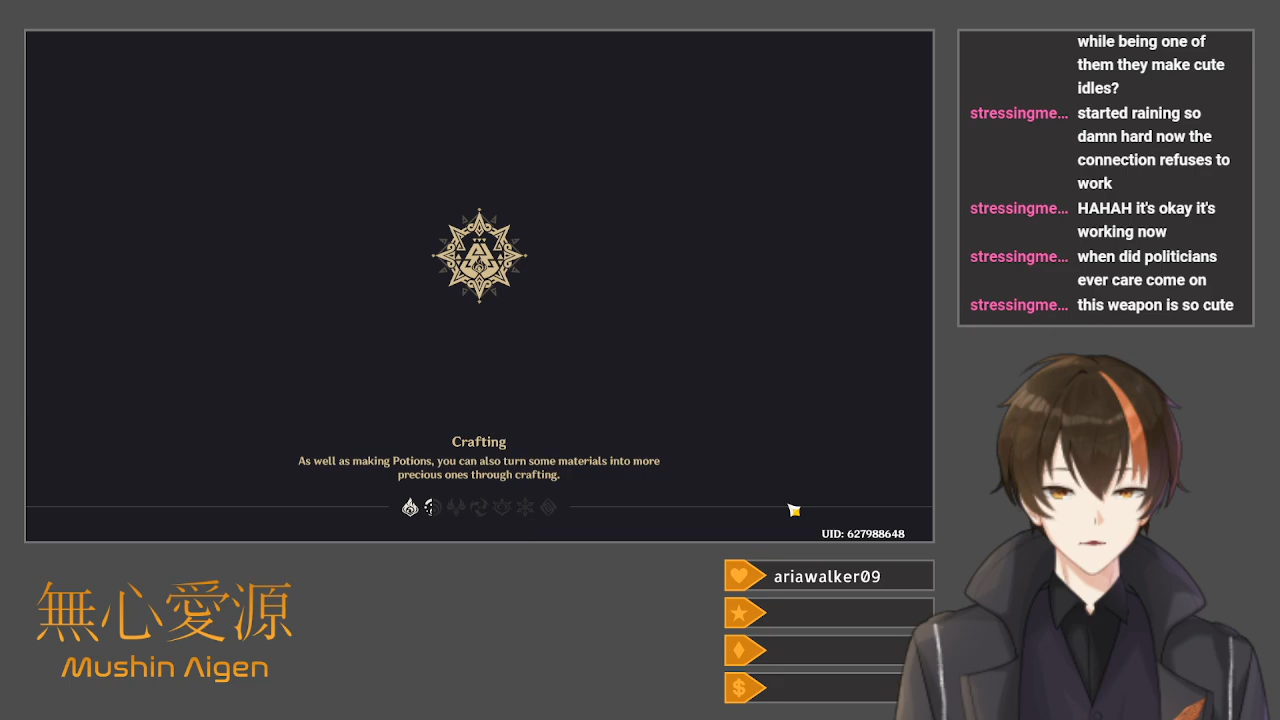 while being one of
them they make cute
idles?
stressingme... started raining so
damn hard now the
connection refuses to
work
stressingme... HAHAH it's okay it's
working now
stressingme... when did politicians
ever care come on
stressingme... this weapon is so cute
Crafting
As well as making Potions, you can also turn some materials into more
precious ones through crafting.
UID: 627988648
ariawalker09
無心愛源
Mushin Aigen